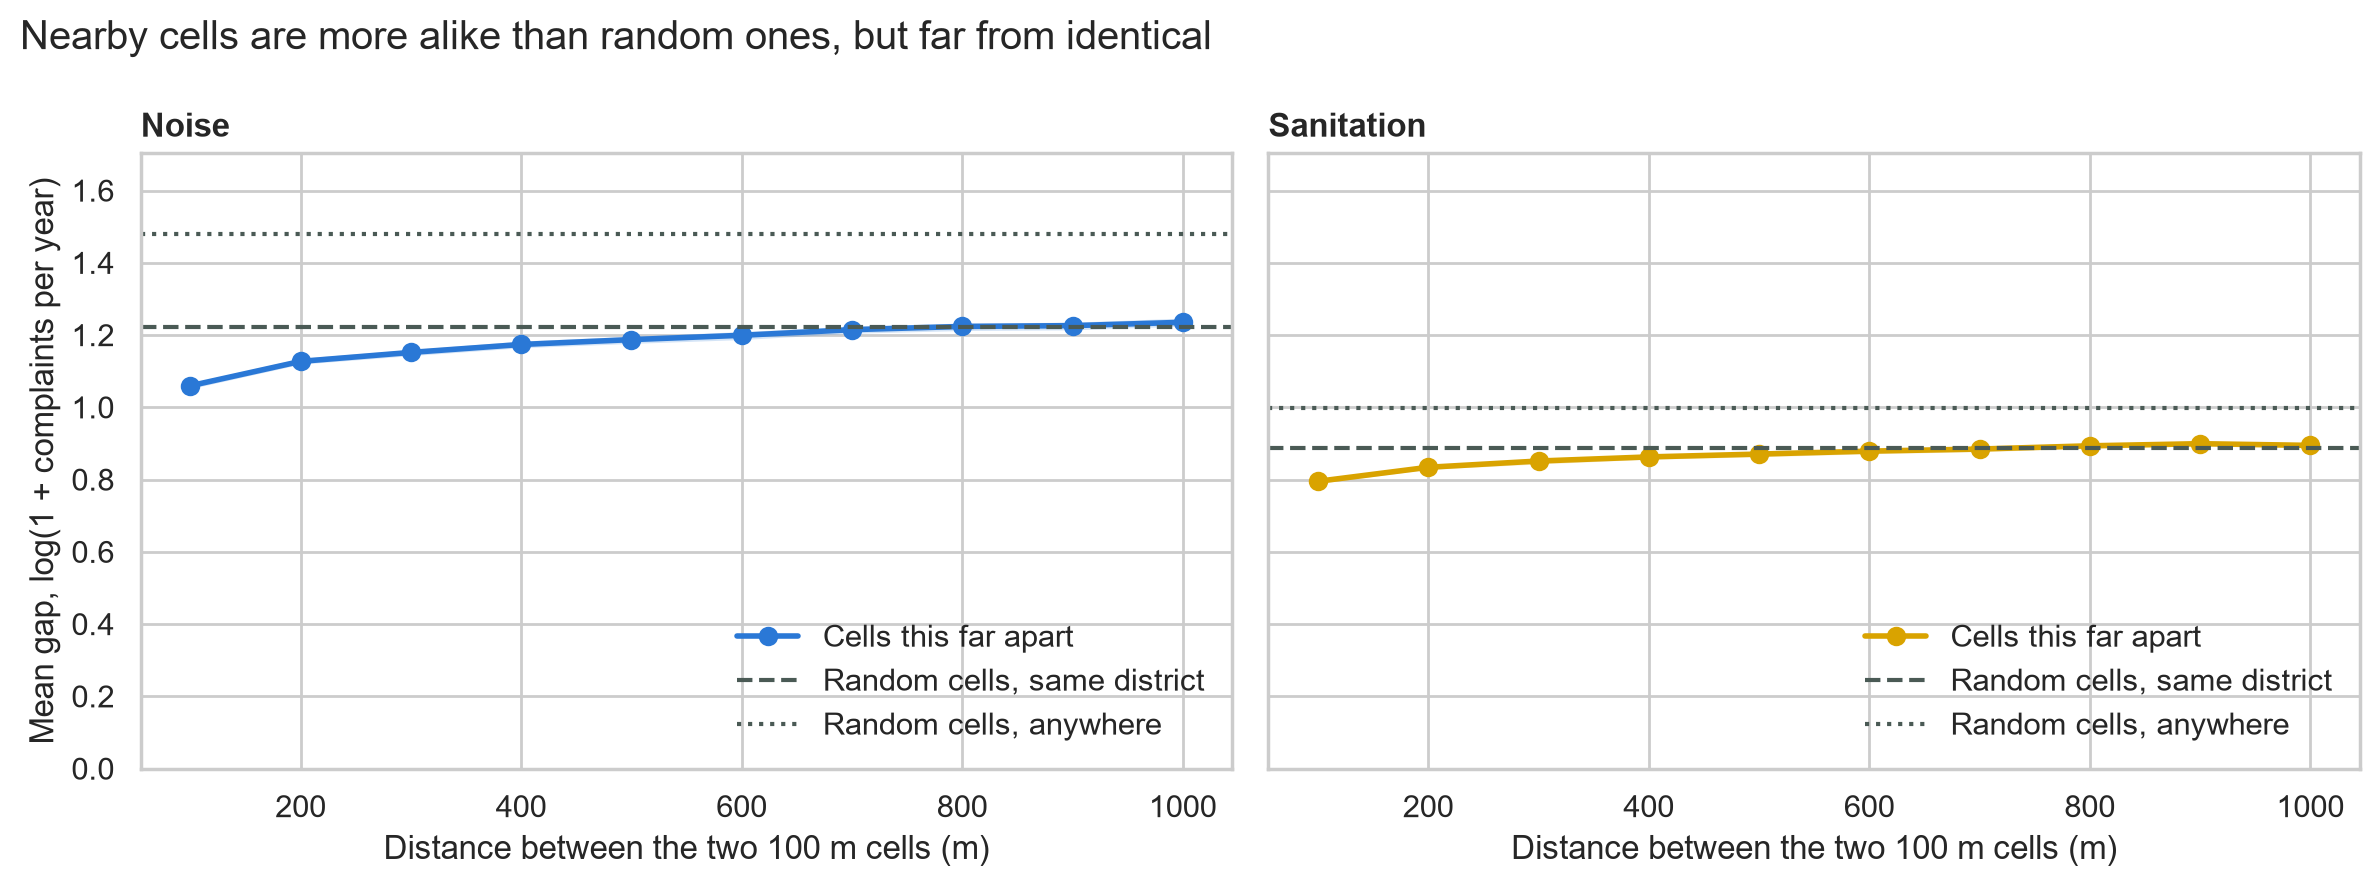 Nearby cells are more alike than random ones, but far from identical
Noise
Mean gap, log(1 + complaints per year)
1.6
1.4
1.2
1.0
0.8
0.6
0.4
0.2
0.0
Cells this far apart
Random cells, same district
Random cells, anywhere
200 400 600 800 1000
Distance between the two 100 m cells (m)
Sanitation
Cells this far apart
Random cells, same district
Random cells, anywhere
200 400 600 800 1000
Distance between the two 100 m cells (m)